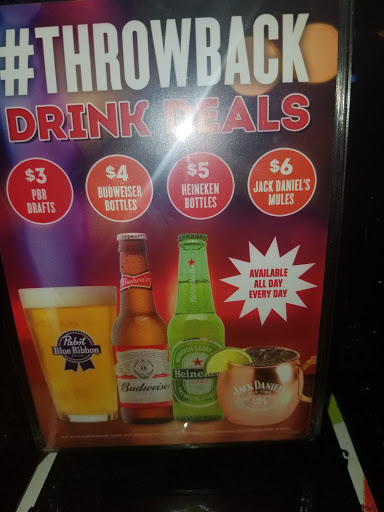 #THROWBACK
DRINK DEALS
$3
PBR
DRAFTS
$4
BUDWEISER
BOTTLES
$5
HEINEKEN
BOTTLES
$6
JACK DANIEL'S
MULES
AVAILABLE
ALL DAY
EVERY DAY
Pabst
Blue Ribbon
Budweiser
Budweiser
Heineken
JACK DANIEL'S